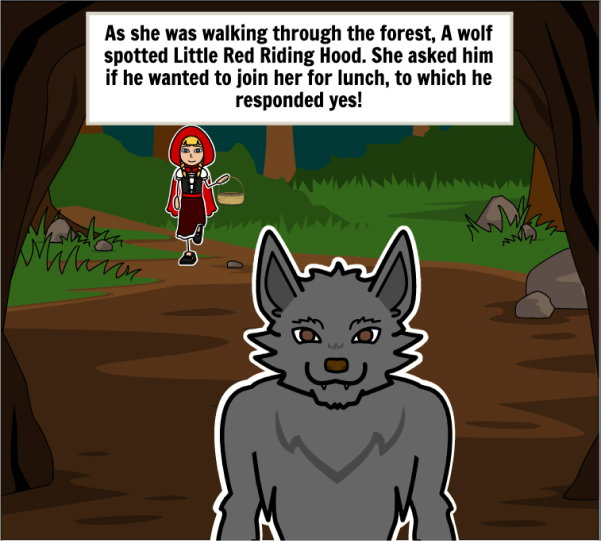 As she was walking through the forest, A wolf
spotted Little Red Riding Hood. She asked him
if he wanted to join her for lunch, to which he
responded yes!